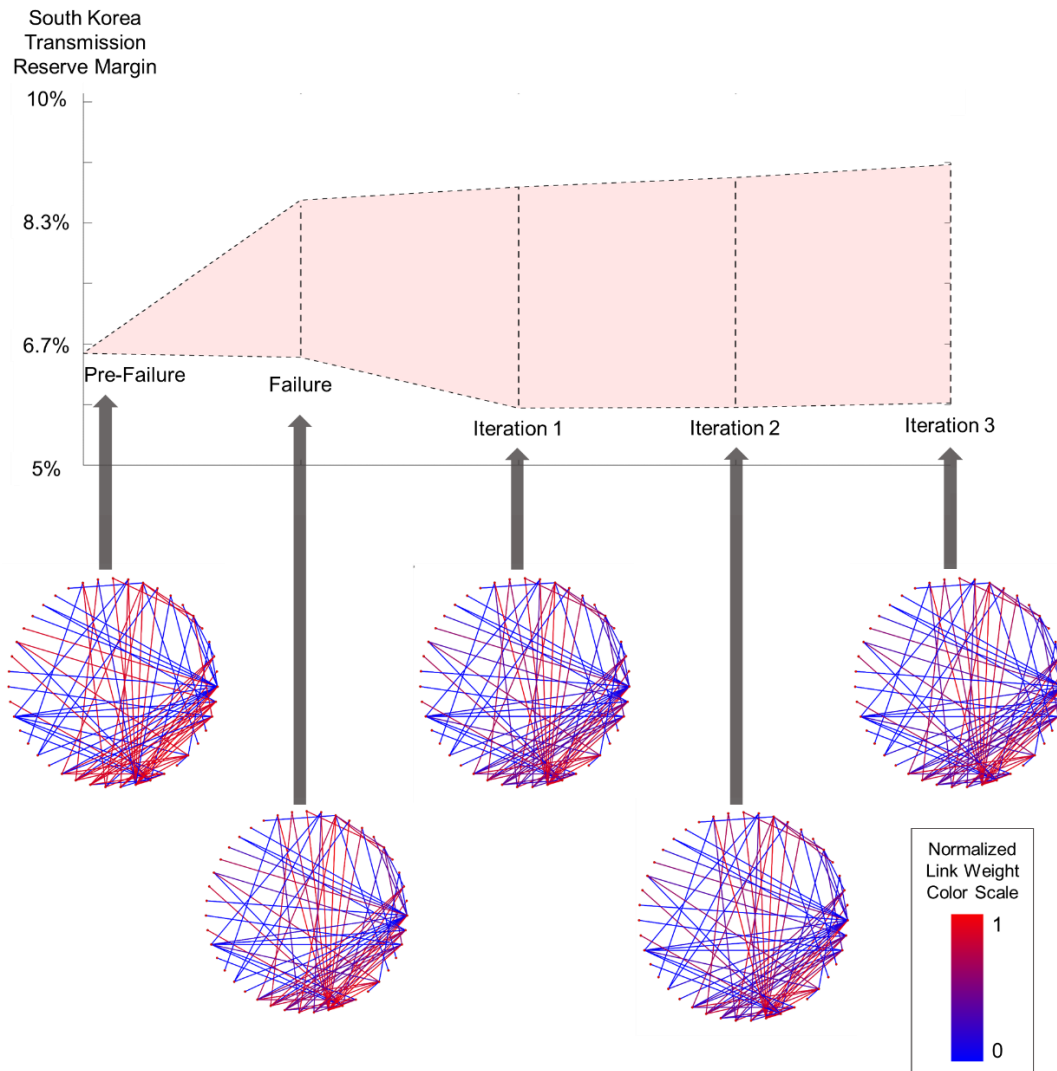 South Korea
Transmission
Reserve Margin
10%
8.3%
6.7%
Pre-Failure
Failure
Iteration 1
Iteration 2
Iteration 3
5%
Normalized
Link Weight
Color Scale
1
0